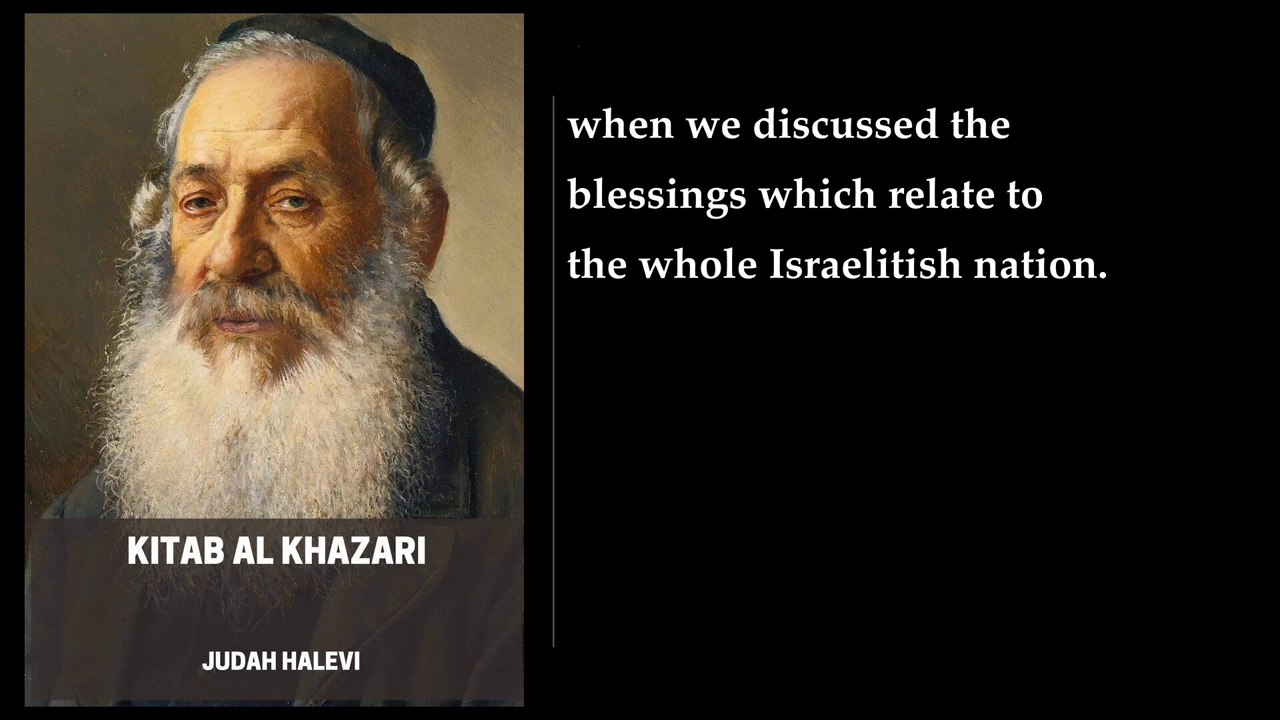 KITAB AL KHAZARI
JUDAH HALEVI
when we discussed the
blessings which relate to
the whole Israelitish nation.